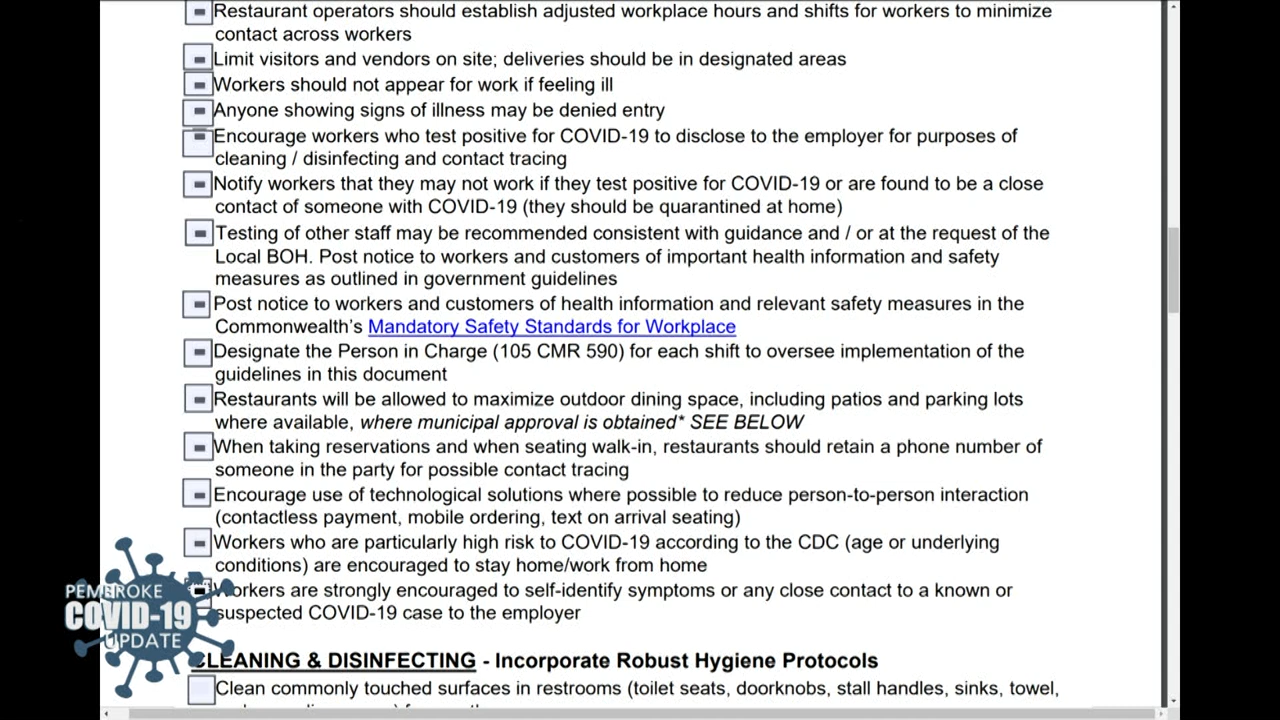 Restaurant operators should establish adjusted workplace hours and shifts for workers to minimize
contact across workers
Limit visitors and vendors on site; deliveries should be in designated areas
Workers should not appear for work if feeling ill
Anyone showing signs of illness may be denied entry
Encourage workers who test positive for COVID-19 to disclose to the employer for purposes of
cleaning / disinfecting and contact tracing
Notify workers that they may not work if they test positive for COVID-19 or are found to be a close
contact of someone with COVID-19 (they should be quarantined at home)
Testing of other staff may be recommended consistent with guidance and / or at the request of the
Local BOH. Post notice to workers and customers of important health information and safety
measures as outlined in government guidelines
Post notice to workers and customers of health information and relevant safety measures in the
Commonwealth's Mandatory Safety Standards for Workplace
Designate the Person in Charge (105 CMR 590) for each shift to oversee implementation of the
guidelines in this document
Restaurants will be allowed to maximize outdoor dining space, including patios and parking lots
where available, where municipal approval is obtained* SEE BELOW
When taking reservations and when seating walk-in, restaurants should retain a phone number of
someone in the party for possible contact tracing
Encourage use of technological solutions where possible to reduce person-to-person interaction
(contactless payment, mobile ordering, text on arrival seating)
Workers who are particularly high risk to COVID-19 according to the CDC (age or underlying
conditions) are encouraged to stay home/work from home
Workers are strongly encouraged to self-identify symptoms or any close contact to a known or
suspected COVID-19 case to the employer
PEMBROKE
COVID-19
UPDATE
CLEANING & DISINFECTING - Incorporate Robust Hygiene Protocols
Clean commonly touched surfaces in restrooms (toilet seats, doorknobs, stall handles, sinks, towel,